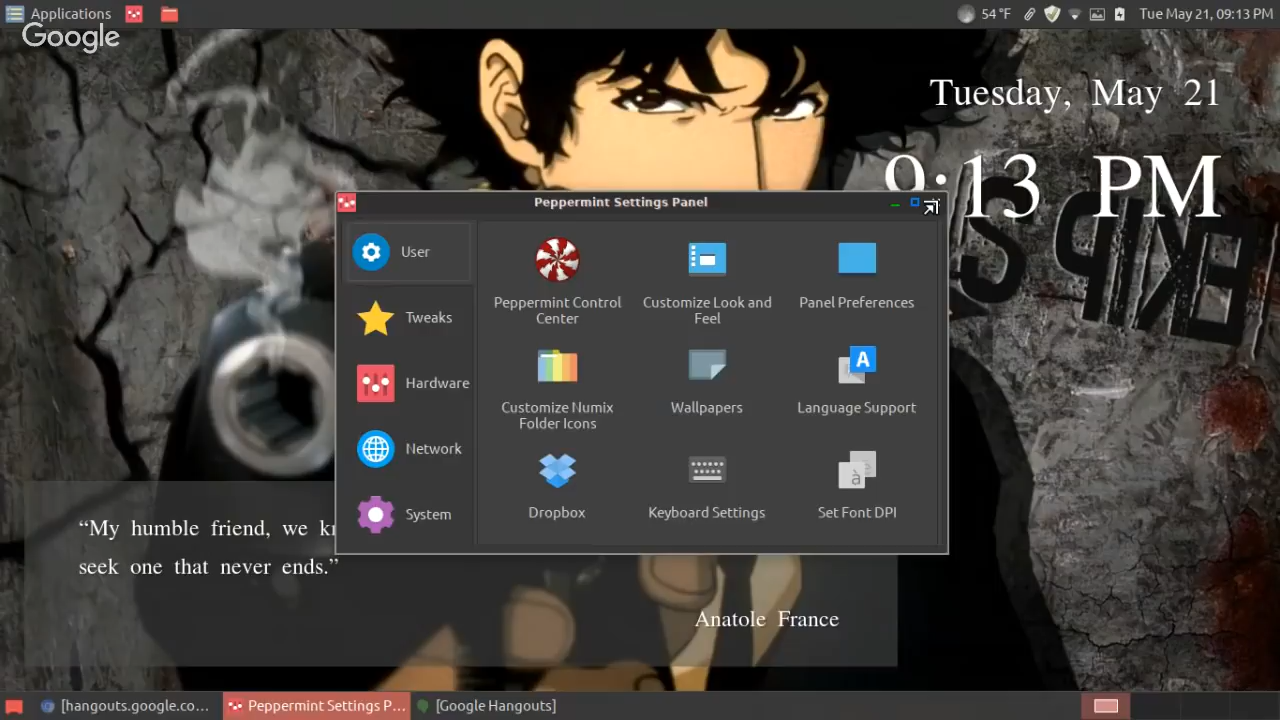 Applications
54 °F
Tue May 21, 09:13 PM
Google
Tuesday, May 21
9:13 PM
Peppermint Settings Panel
User
Tweaks
Hardware
Network
System
Peppermint Control
Center
Customize Look and
Feel
Panel Preferences
Customize Numix
Folder Icons
Wallpapers
Language Support
Dropbox
Keyboard Settings
Set Font DPI
“My humble friend, we
seek one that never ends.”
Anatole France
[hangouts.google.co...
Peppermint Settings P...
[Google Hangouts]